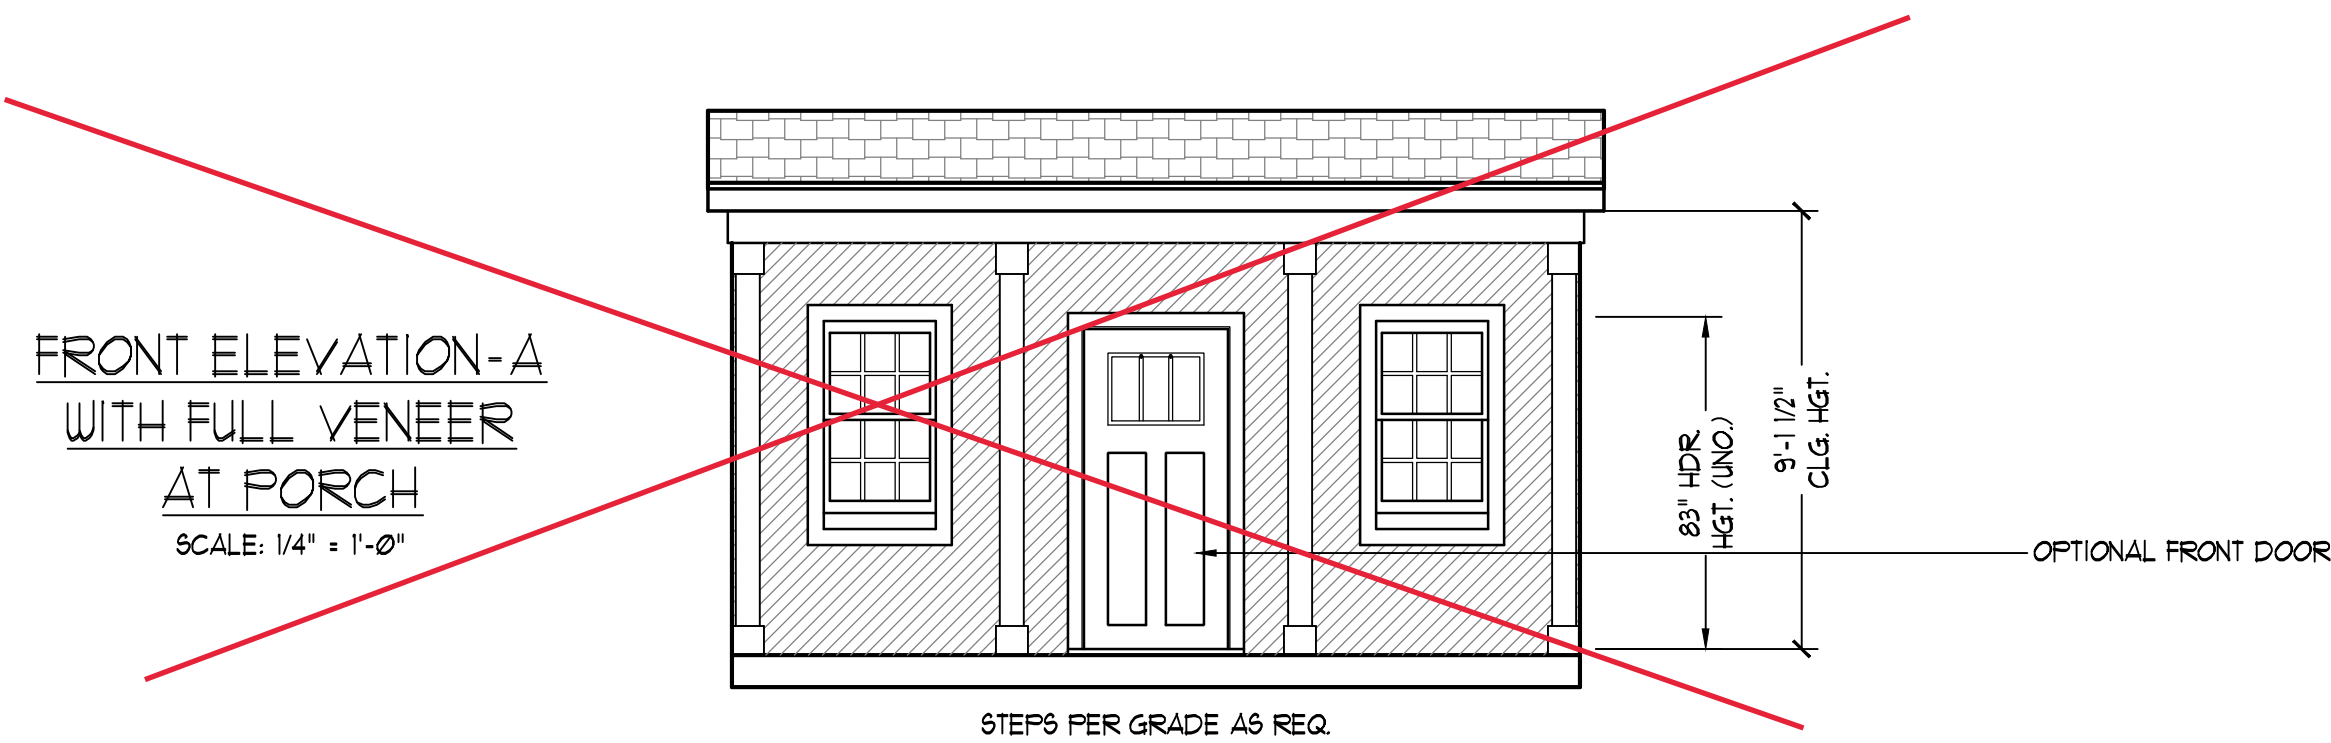 FRONT ELEVATION-A
WITH FULL VENEER
AT PORCH
SCALE: 1/4" = 1'-0"
83" HDR.
HGT. (UNO.)
9'-1 1/2"
CLG. HGT.
OPTIONAL FRONT DOOR
STEPS PER GRADE AS REQ.